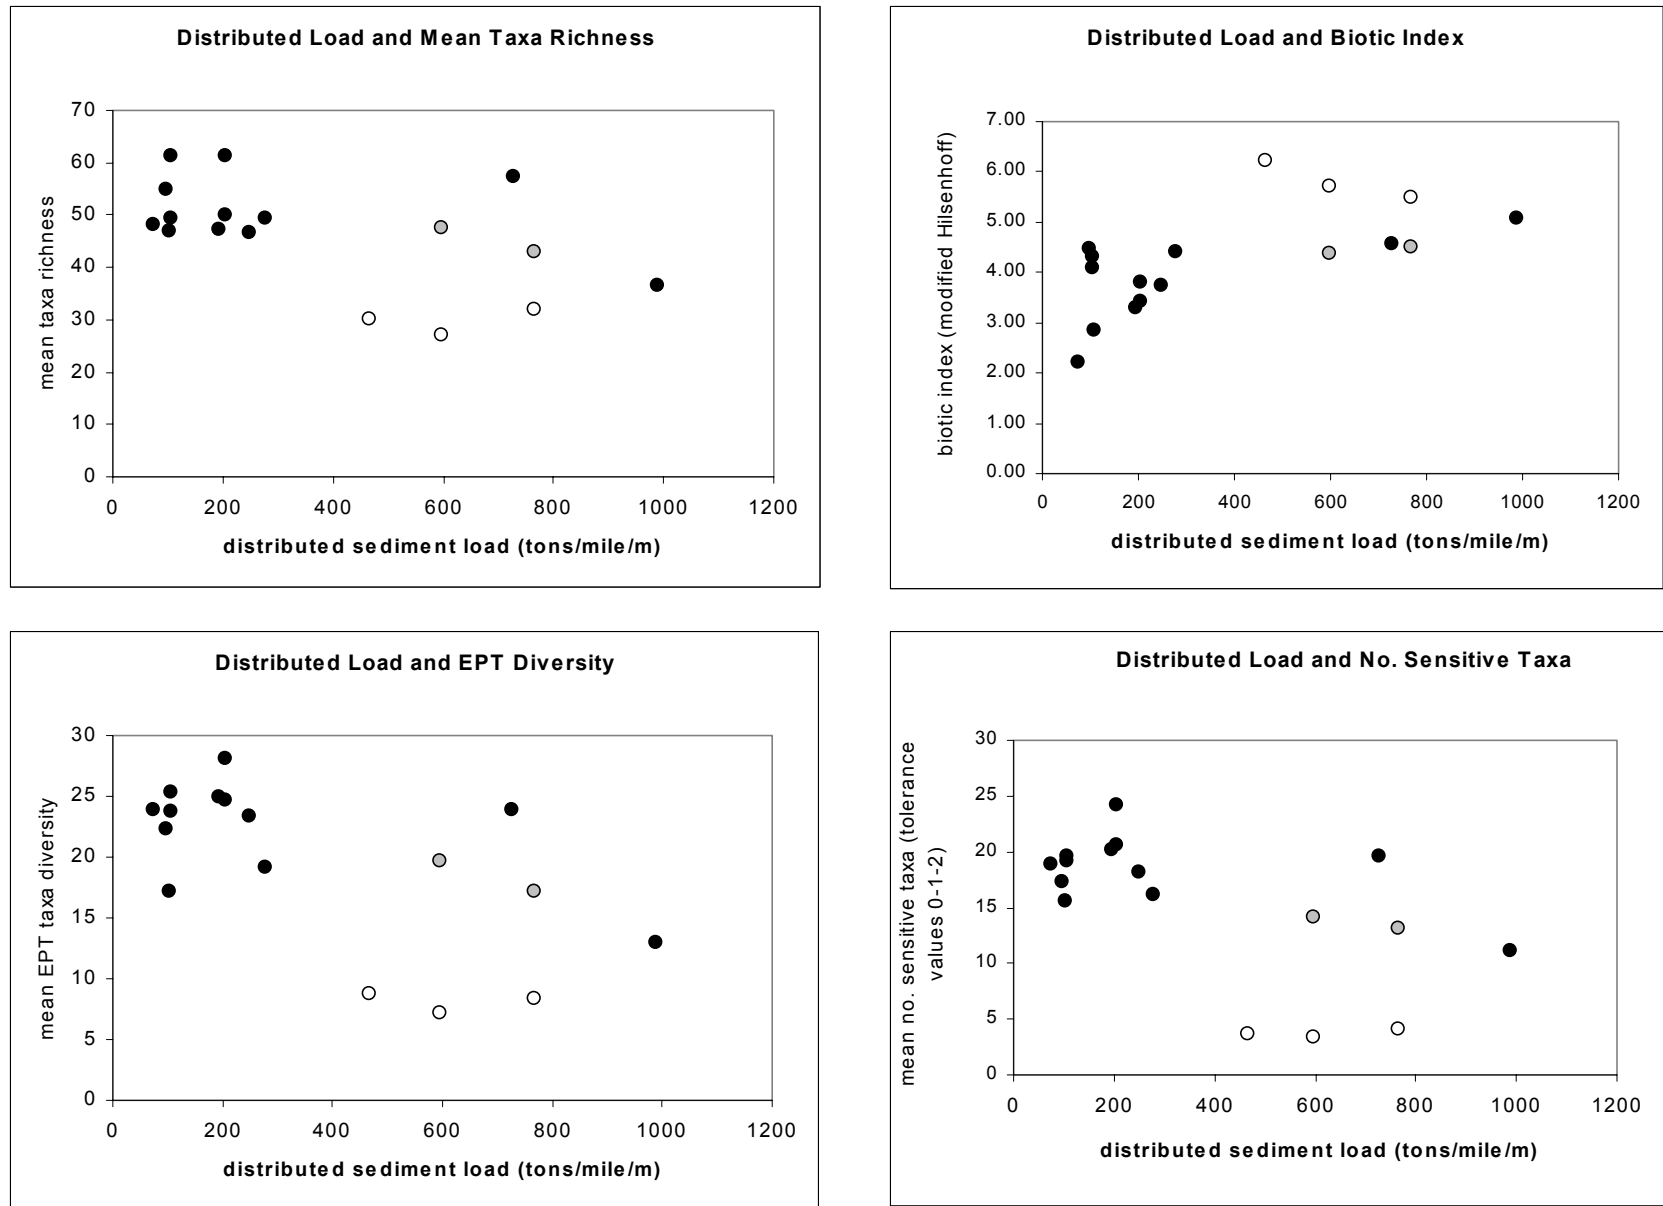 Distributed Load and Mean Taxa Richness
70
60
50
40
30
20
10
0
mean taxa richness
0 200 400 600 800 1000 1200
distributed sediment load (tons/mile/m)
Distributed Load and Biotic Index
7.00
6.00
5.00
4.00
3.00
2.00
1.00
0.00
biotic index (modified Hilsenhoff)
0 200 400 600 800 1000 1200
distributed sediment load (tons/mile/m)
Distributed Load and EPT Diversity
30
25
20
15
10
5
0
mean EPT taxa diversity
0 200 400 600 800 1000 1200
distributed sediment load (tons/mile/m)
Distributed Load and No. Sensitive Taxa
30
25
20
15
10
5
0
mean no. sensitive taxa (tolerance
values 0-1-2)
0 200 400 600 800 1000 1200
distributed sediment load (tons/mile/m)